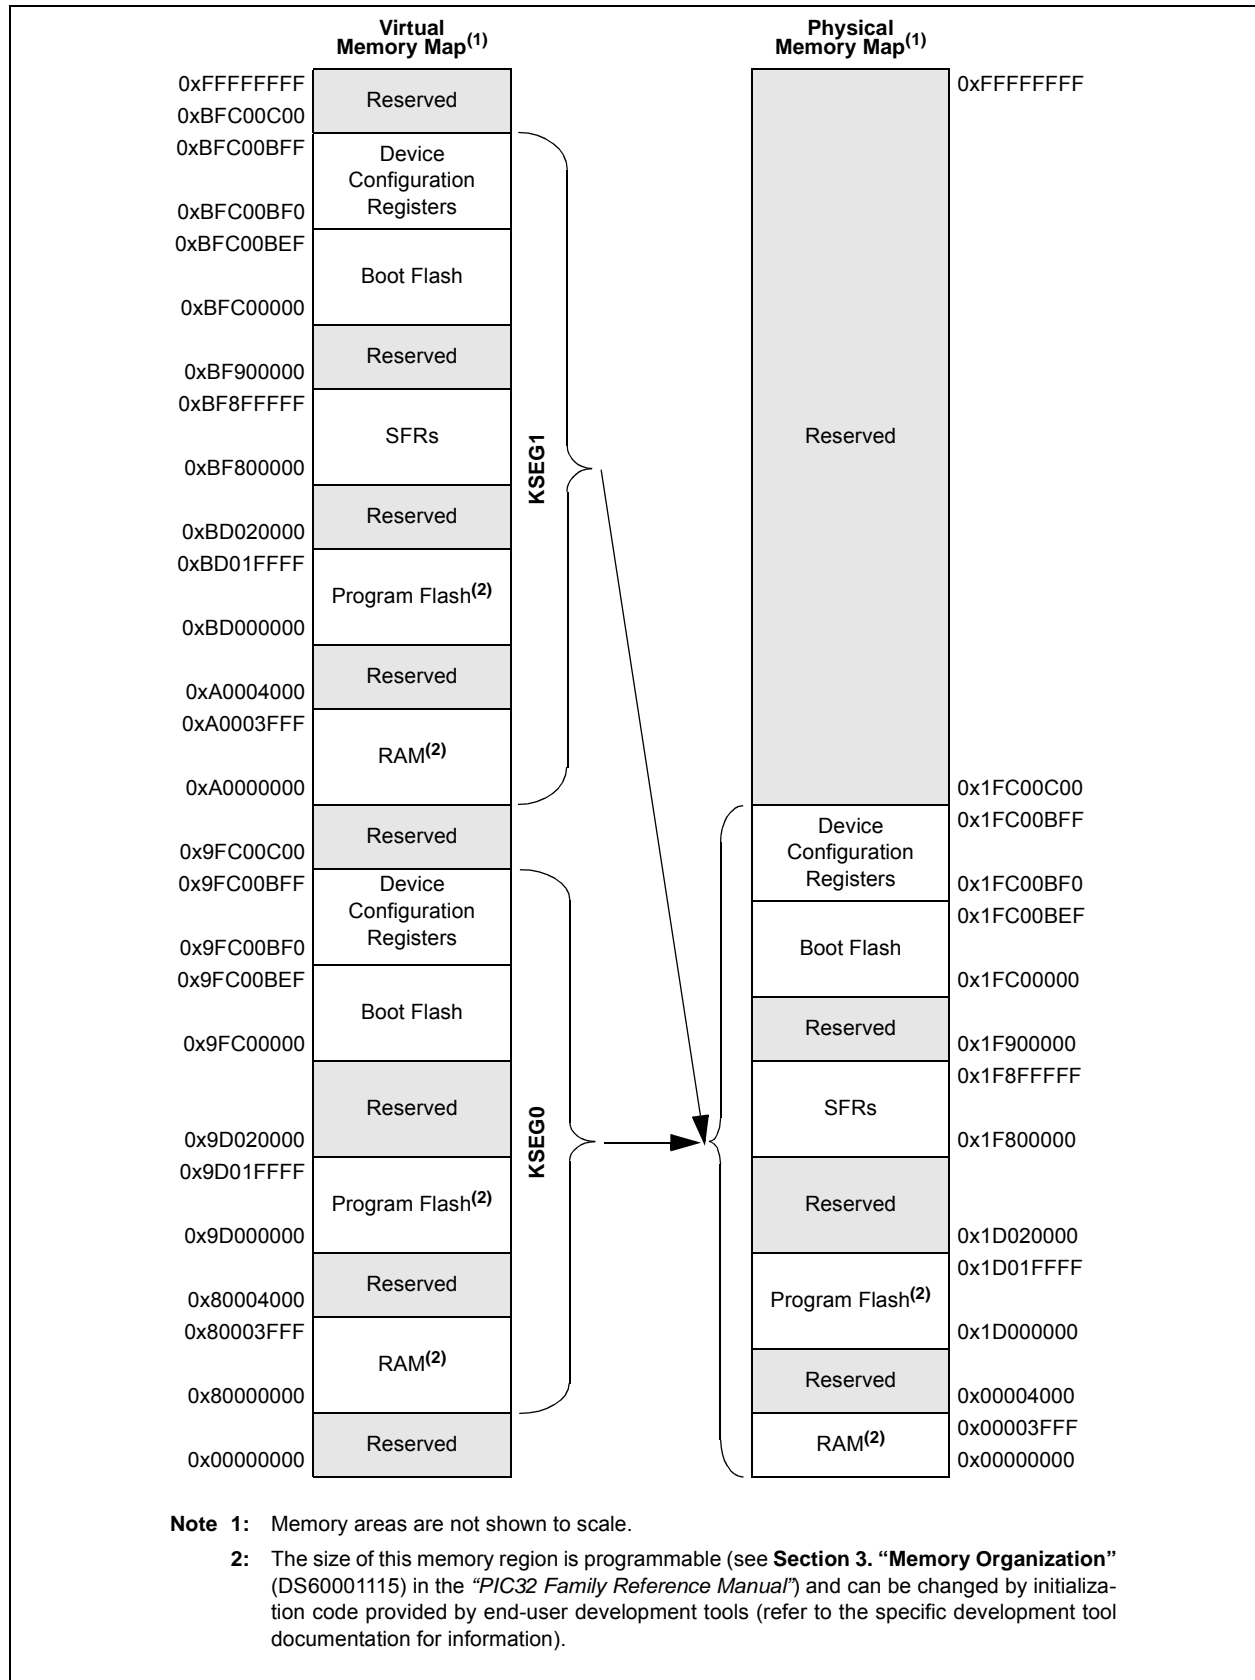 Virtual
Memory Map(1)
Physical
Memory Map(1)
0xFFFFFFFF
Reserved
0xBFC00C00
0xBFC00BFF
Device
Configuration
Registers
0xBFC00BF0
0xBFC00BEF
Boot Flash
0xBFC00000
Reserved
0xBF900000
0xBF8FFFFF
SFRs
0xBF800000
Reserved
0xBD020000
0xBD01FFFF
Program Flash(2)
0xBD000000
Reserved
0xA0004000
0xA0003FFF
RAM(2)
0xA0000000
KSEG1
Reserved
0x9FC00C00
0x9FC00BFF
Device
Configuration
Registers
0x9FC00BF0
0x9FC00BEF
Boot Flash
0x9FC00000
Reserved
0x9D020000
0x9D01FFFF
Program Flash(2)
0x9D000000
Reserved
0x80004000
0x80003FFF
RAM(2)
0x80000000
KSEG0
Reserved
0x00000000
0xFFFFFFFF
Reserved
0x1FC00C00
0x1FC00BFF
Device
Configuration
Registers
0x1FC00BF0
0x1FC00BEF
Boot Flash
0x1FC00000
Reserved
0x1F900000
0x1F8FFFFF
SFRs
0x1F800000
Reserved
0x1D020000
0x1D01FFFF
Program Flash(2)
0x1D000000
Reserved
0x00004000
0x00003FFF
RAM(2)
0x00000000
Note 1: Memory areas are not shown to scale.
2: The size of this memory region is programmable (see Section 3. “Memory Organization”
(DS60001115) in the “PIC32 Family Reference Manual”) and can be changed by initializa-
tion code provided by end-user development tools (refer to the specific development tool
documentation for information).